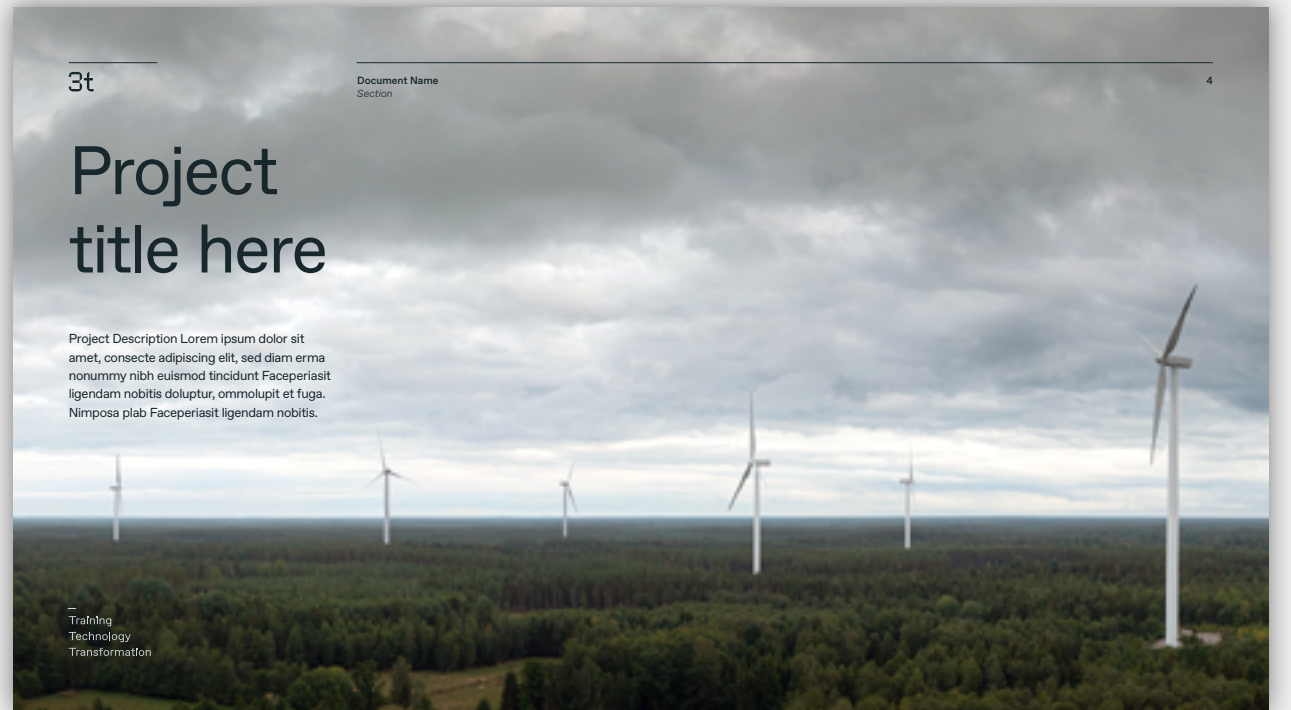 3t
Document Name
4
Section
Project
title here
Project Description Lorem ipsum dolor sit
amet, consecte adipiscing elit, sed diam erma
nonummy nibh euismod tincidunt Faceperiasit
ligendam nobitis doluptur, ommolupit et fuga.
Nimposa plab Faceperiasit ligendam nobitis.
Training
Technology
Transformation